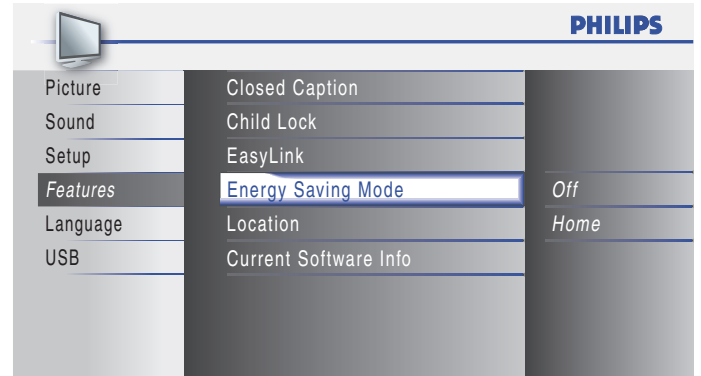 PHILIPS
Picture
Sound
Setup
Features
Language
USB
Closed Caption
Child Lock
EasyLink
Energy Saving Mode
Location
Current Software Info
Off
Home